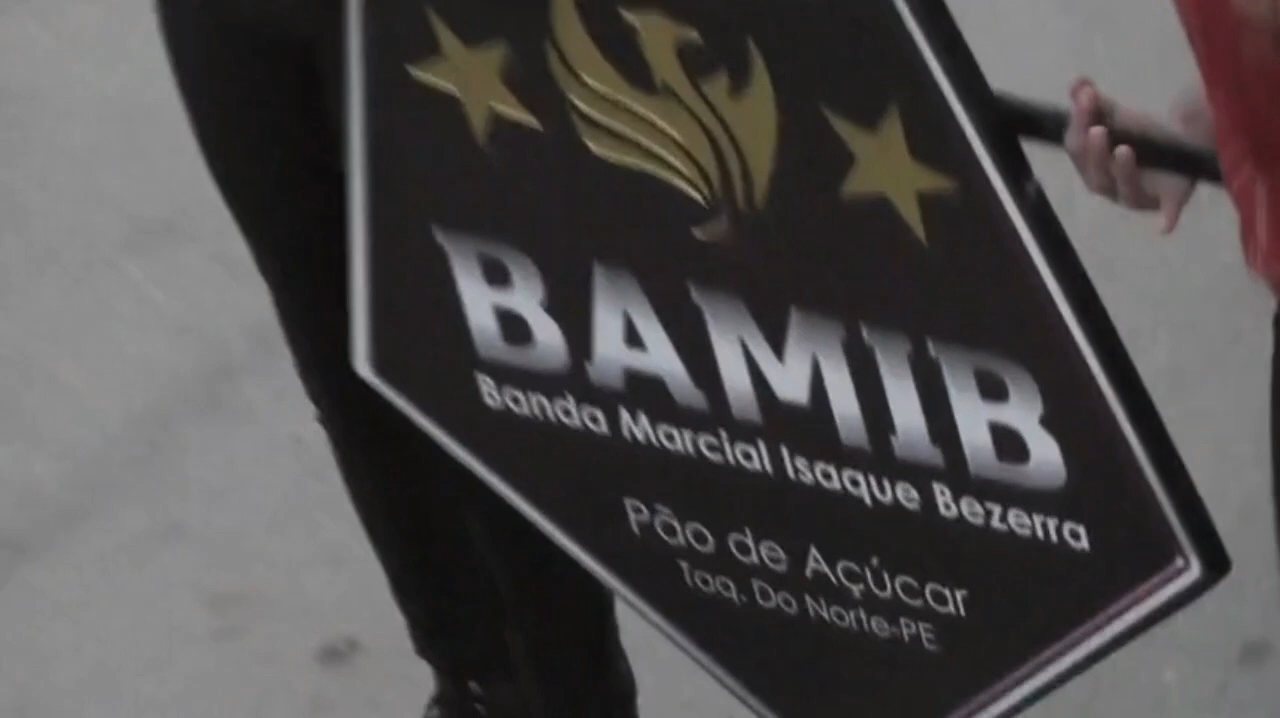 BAMIB
Banda Marcial Isaque Bezerra
Pão de Açúcar
Taq. Do Norte-PE